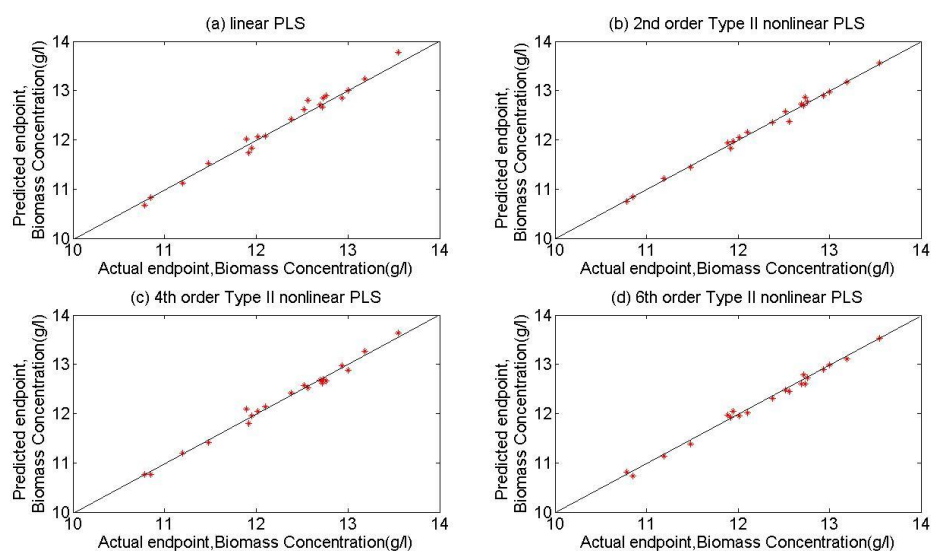 (a) linear PLS
14
13
12
11
10
Predicted endpoint,
Biomass Concentration(g/l)
10 11 12 13 14
Actual endpoint,Biomass Concentration(g/l)
(b) 2nd order Type II nonlinear PLS
14
13
12
11
10
Predicted endpoint,
Biomass Concentration(g/l)
10 11 12 13 14
Actual endpoint,Biomass Concentration(g/l)
(c) 4th order Type II nonlinear PLS
14
13
12
11
10
Predicted endpoint,
Biomass Concentration(g/l)
10 11 12 13 14
Actual endpoint,Biomass Concentration(g/l)
(d) 6th order Type II nonlinear PLS
14
13
12
11
10
Predicted endpoint,
Biomass Concentration(g/l)
10 11 12 13 14
Actual endpoint,Biomass Concentration(g/l)